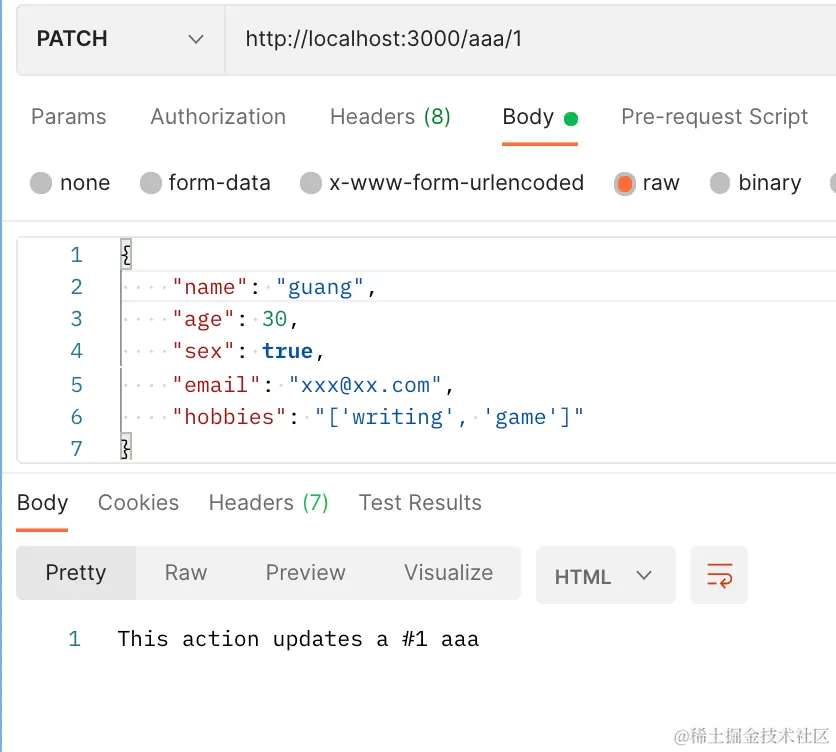 PATCH http://localhost:3000/aaa/1
Params Authorization Headers (8) Body Pre-request Script
none form-data x-www-form-urlencoded raw binary
1 {
2 "name": "guang",
3 "age": 30,
4 "sex": true,
5 "email": "xxx@xx.com",
6 "hobbies": "['writing', 'game']"
7 }
Body Cookies Headers (7) Test Results
Pretty Raw Preview Visualize HTML
1 This action updates a #1 aaa
@稀土掘金技术社区